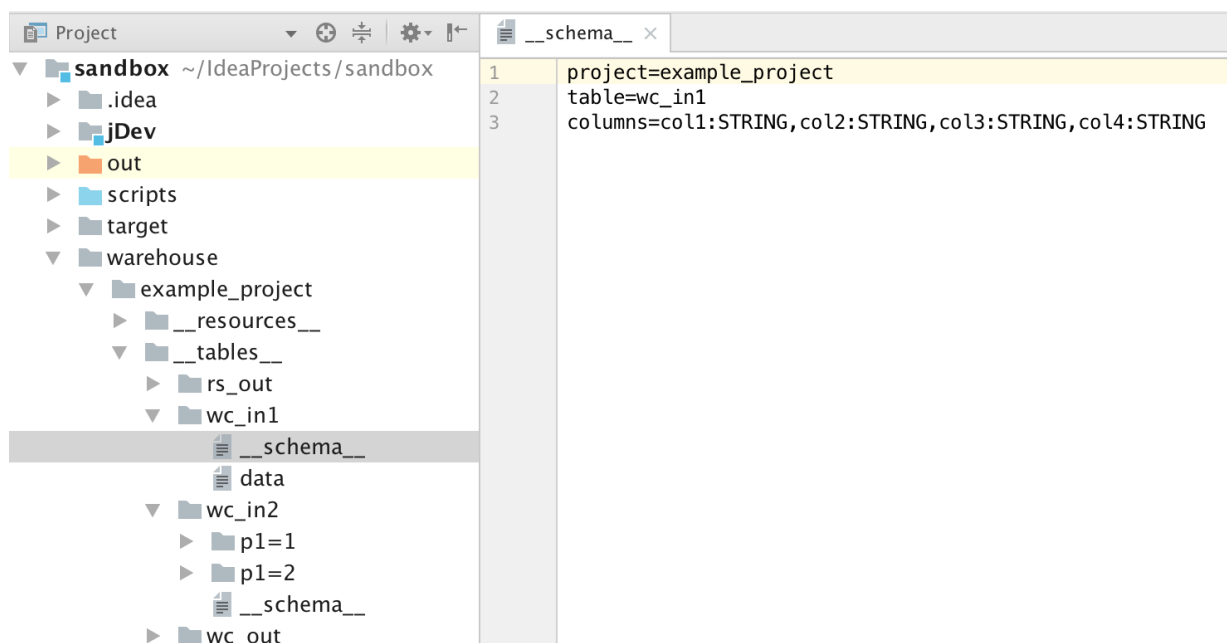 Project
__schema__
sandbox ~/IdeaProjects/sandbox
.idea
jDev
out
scripts
target
warehouse
example_project
__resources__
__tables__
rs_out
wc_in1
__schema__
data
wc_in2
p1=1
p1=2
__schema__
wc_out
1 project=example_project
2 table=wc_in1
3 columns=col1:STRING,col2:STRING,col3:STRING,col4:STRING